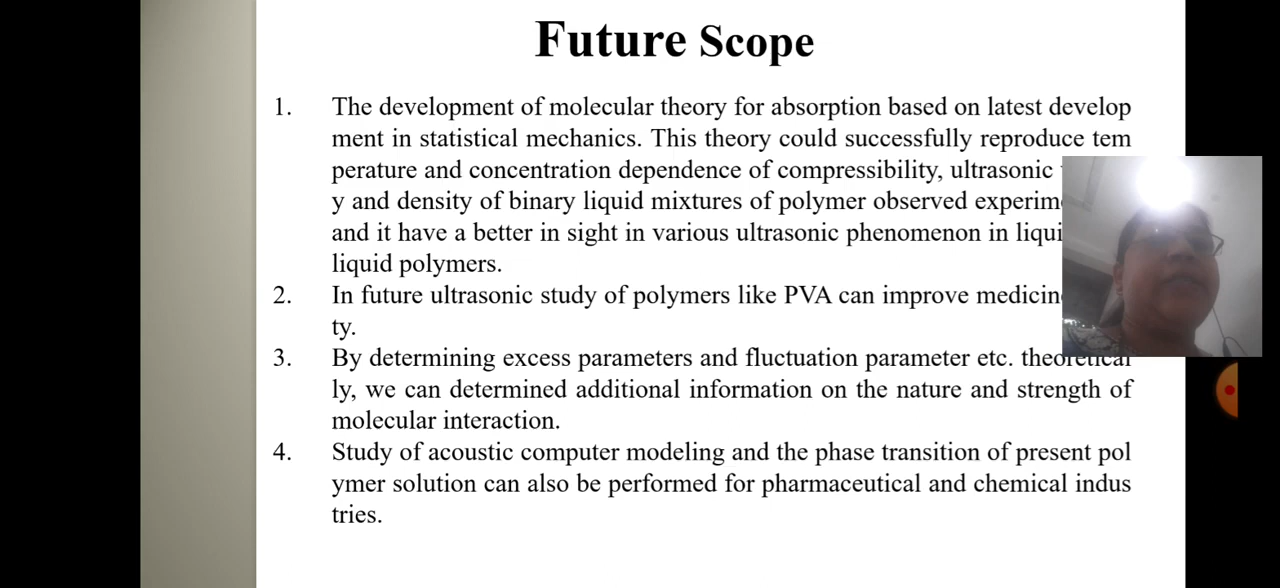 Future Scope
1. The development of molecular theory for absorption based on latest develop
ment in statistical mechanics. This theory could successfully reproduce tem
perature and concentration dependence of compressibility, ultrasonic
y and density of binary liquid mixtures of polymer observed experim
and it have a better in sight in various ultrasonic phenomenon in liqui
liquid polymers.
2. In future ultrasonic study of polymers like PVA can improve medicin
ty.
3. By determining excess parameters and fluctuation parameter etc. theoretical
ly, we can determined additional information on the nature and strength of
molecular interaction.
4. Study of acoustic computer modeling and the phase transition of present pol
ymer solution can also be performed for pharmaceutical and chemical indus
tries.